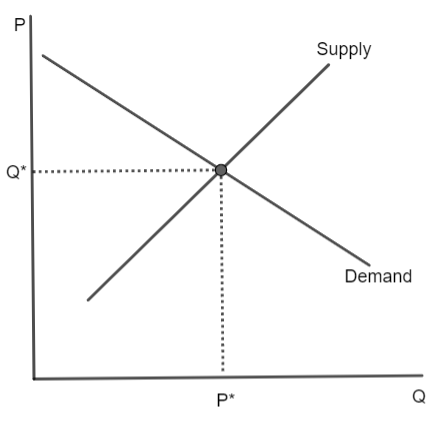 P
Supply
Q*
Demand
P*
Q